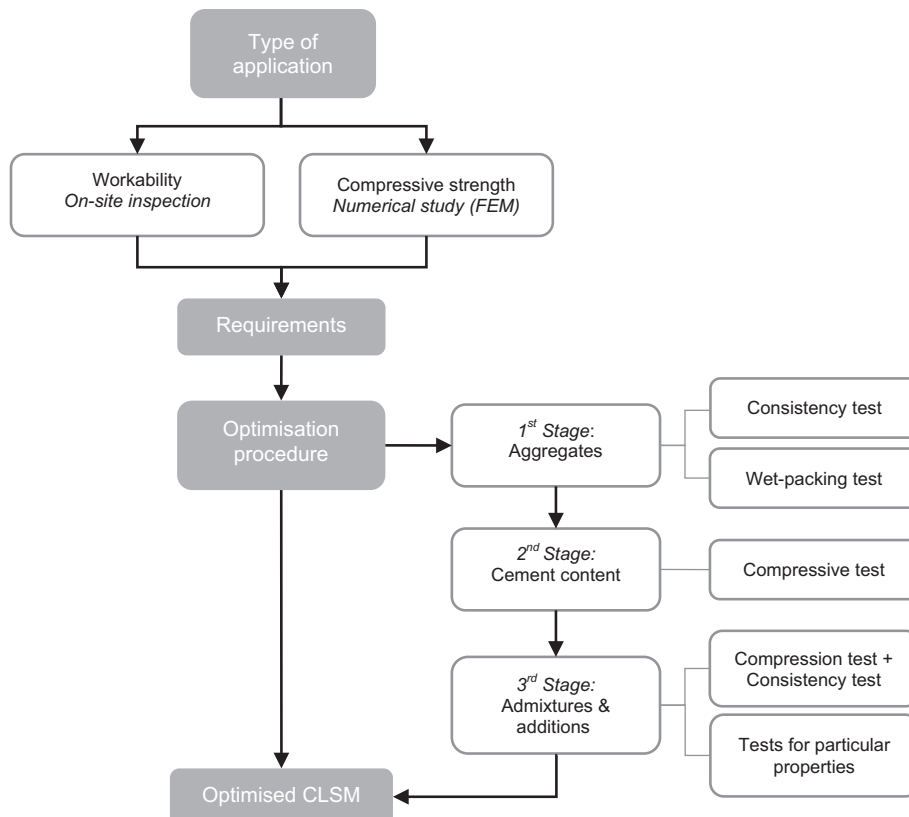 Type of
application
Workability
On-site inspection
Compressive strength
Numerical study (FEM)
Requirements
Optimisation
procedure
1st Stage:
Aggregates
Consistency test
Wet-packing test
2nd Stage:
Cement content
Compressive test
3rd Stage:
Admixtures &
additions
Compression test +
Consistency test
Tests for particular
properties
Optimised CLSM